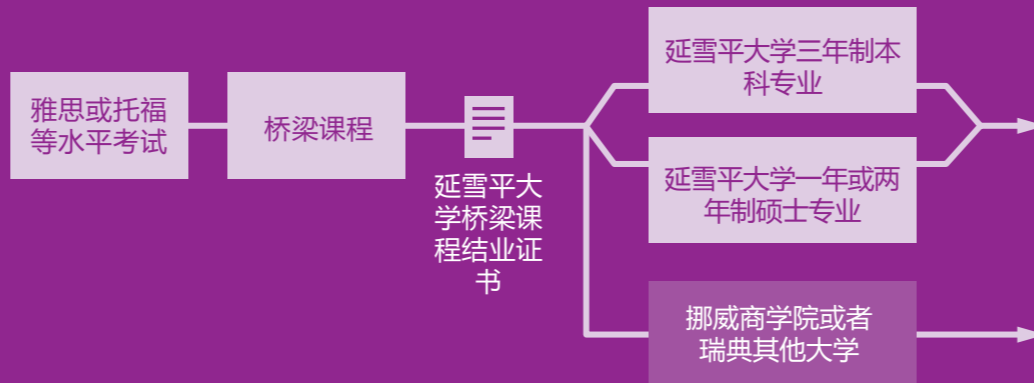 雅思或托福
等水平考试
桥梁课程
延雪平大
学桥梁课
程结业证
书
延雪平大学三年制本
科专业
延雪平大学一年或两
年制硕士专业
挪威商学院或者
瑞典其他大学